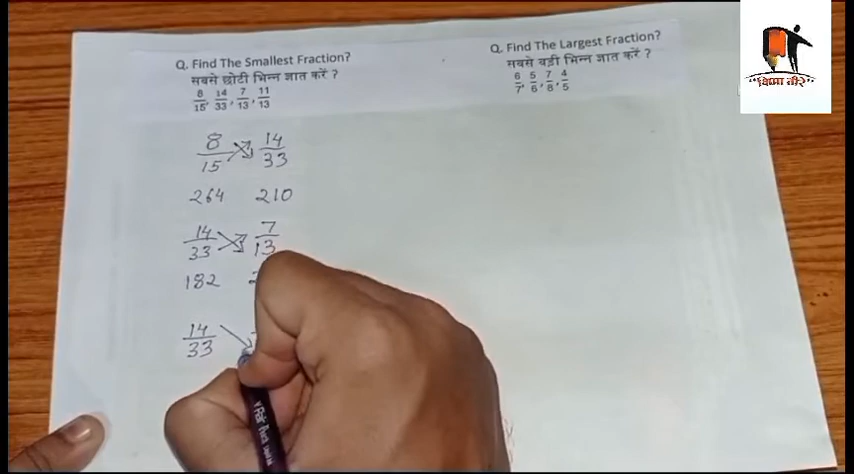 Q. Find The Smallest Fraction?
सबसे छोटी भिन्न ज्ञात करें ?
8/15, 14/33, 7/13, 11/13
8/15 14/33
264 210
14/33 7/13
182
14/33
Q. Find The Largest Fraction?
सबसे बड़ी भिन्न ज्ञात करें ?
6/7, 5/6, 7/8, 4/5